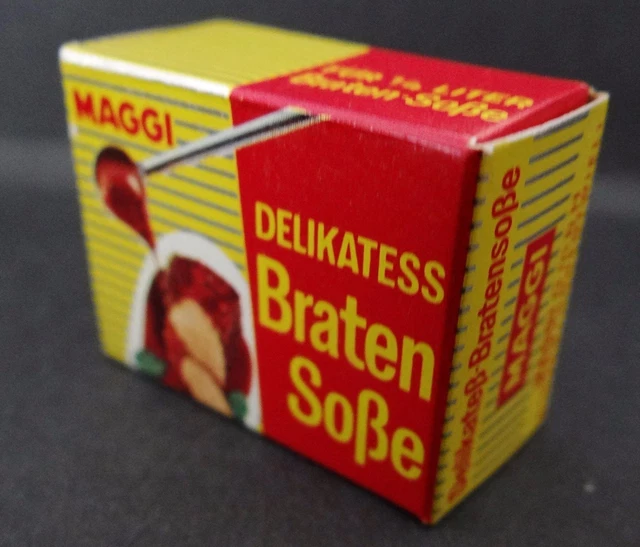 MAGGI
FÜR ¼ LITER
Braten-Soße
DELIKATESS
Braten
Soße
Delikateß-Bratensoße
MAGGI